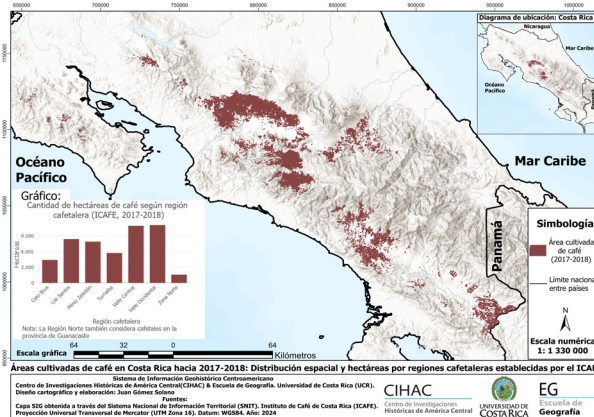 650000
700000
750000
800000
850000
900000
950000
1000000
Diagrama de ubicación: Costa Rica
Nicaragua
Mar Caribe
Océano
Pacífico
Panamá
1150000
1100000
1050000
1000000
950000
Océano
Pacífico
Mar Caribe
Panamá
Gráfico:
Cantidad de hectáreas de café según región
cafetalera (ICAFE, 2017-2018)
Hectáreas
6.000
4.000
2.000
0
Coto Brus
Los Santos
Pérez Zeledón
Turrialba
Valle Central
Valle Occidental
Zona Norte
Región cafetalera
Nota: La Región Norte también considera cafetales en la
provincia de Guanacaste
Simbología
Área cultivada
de café
(2017-2018)
Límite nacional
entre países
N
Escala numérica
1: 1 330 000
Escala gráfica
64
32
0
64
Kilómetros
Áreas cultivadas de café en Costa Rica hacia 2017-2018: Distribución espacial y hectáreas por regiones cafetaleras establecidas por el ICAFE
Sistema de Información Geohistórico Centroamericano
Centro de Investigaciones Históricas de América Central(CIHAC) & Escuela de Geografía. Universidad de Costa Rica (UCR).
Diseño cartográfico y elaboración: Juan Gómez Solano
Fuentes:
Capa SIG obtenida a través del Sistema Nacional de Información Territorial (SNIT). Instituto de Café de Costa Rica (ICAFE).
Proyección Universal Transversal de Mercator (UTM Zona 16). Datum: WGS84. Año: 2024
CIHAC
Centro de Investigaciones
Históricas de América Central
UNIVERSIDAD DE
COSTA RICA
EG
Escuela de
Geografía